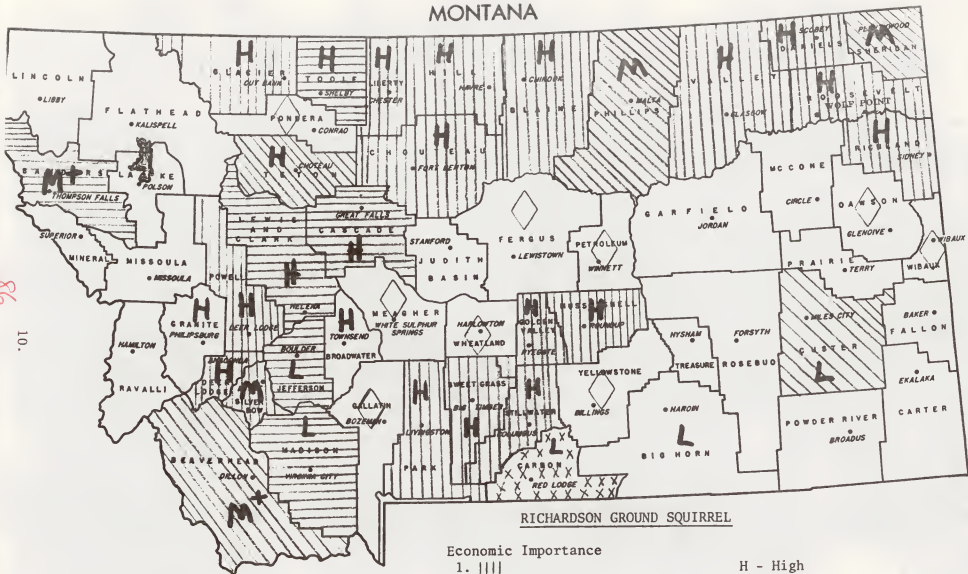 MONTANA
LINCOLN
LIBBY
FLATHEAD
KALISPELL
H
GLACIER
CUT BANK
H
TOOLE
SHELBY
H
LIBERTY
CHESTER
H
HILL
HAVRE
H
CHINOOK
BLAINE
M
MALTA
PHILLIPS
H
VALLEY
GLASGOW
H
SCOBEY
DANIELS
M
PLENTYWOOD
SHERIDAN
H
ROOSEVELT
WOLF POINT
PONDERA
CONRAD
H
CHOTEAU
TETON
H
CHOUTEAU
FORT BENTON
H
RICHLAND
SIDNEY
SANDERS
M+
THOMPSON FALLS
LAKE
POLSON
SUPERIOR
MINERAL
MISSOULA
MISSOULA
POWELL
H
DEER LODGE
LEWIS
AND
CLARK
H
HELENA
GREAT FALLS
CASCADE
H
STANFORD
JUDITH
BASIN
FERGUS
LEWISTOWN
PETROLEUM
WINNETT
GARFIELD
JORDAN
MCCONE
CIRCLE
DAWSON
GLENDIVE
PRAIRIE
TERRY
WIBAUX
WIBAUX
98
10.
H
GRANITE
PHILIPSBURG
HAMILTON
RAVALLI
ANACONDA
H
DEER
LODGE
M
SILVER
BOW
BOULDER
L
JEFFERSON
H
TOWNSEND
BROADWATER
MEAGHER
WHITE SULPHUR
SPRINGS
HARLOWTON
WHEATLAND
H
GOLDEN
VALLEY
RYEGATE
H
MUSSELSHELL
ROUNDUP
HYSHAM
TREASURE
FORSYTH
ROSEBUD
MILES CITY
CUSTER
L
BAKER
FALLON
EKALAKA
CARTER
POWDER RIVER
BROADUS
BEAVERHEAD
DILLON
M+
L
MADISON
VIRGINIA CITY
GALLATIN
BOZEMAN
H
LIVINGSTON
PARK
SWEET GRASS
BIG TIMBER
H
H
STILLWATER
COLUMBUS
YELLOWSTONE
BILLINGS
L
CARBON
RED LODGE
HARDIN
L
BIG HORN
RICHARDSON GROUND SQUIRREL
Economic Importance
1. ||||
H - High